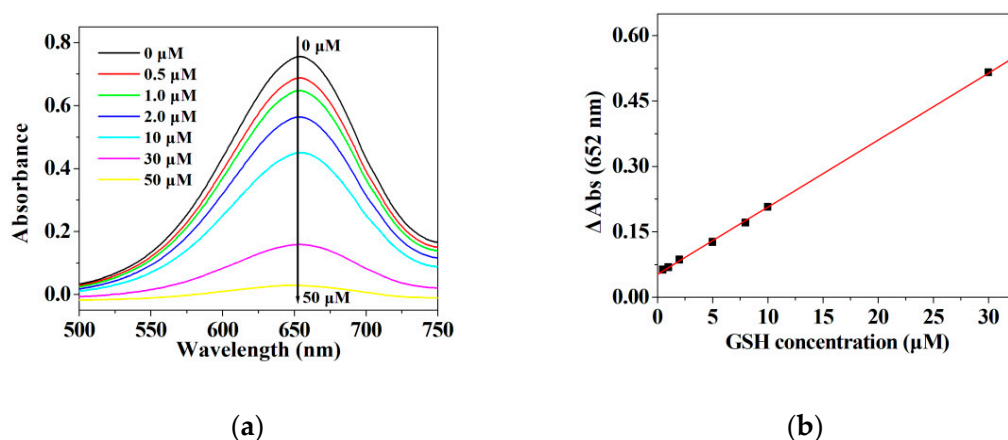 0 µM
0.5 µM
1.0 µM
2.0 µM
10 µM
30 µM
50 µM
0 µM
50 µM
0.8
0.6
0.4
0.2
0.0
Absorbance
500 550 600 650 700 750
Wavelength (nm)
(a)
0.60
0.45
0.30
0.15
0.00
Δ Abs (652 nm)
0 5 10 15 20 25 30
GSH concentration (µM)
(b)